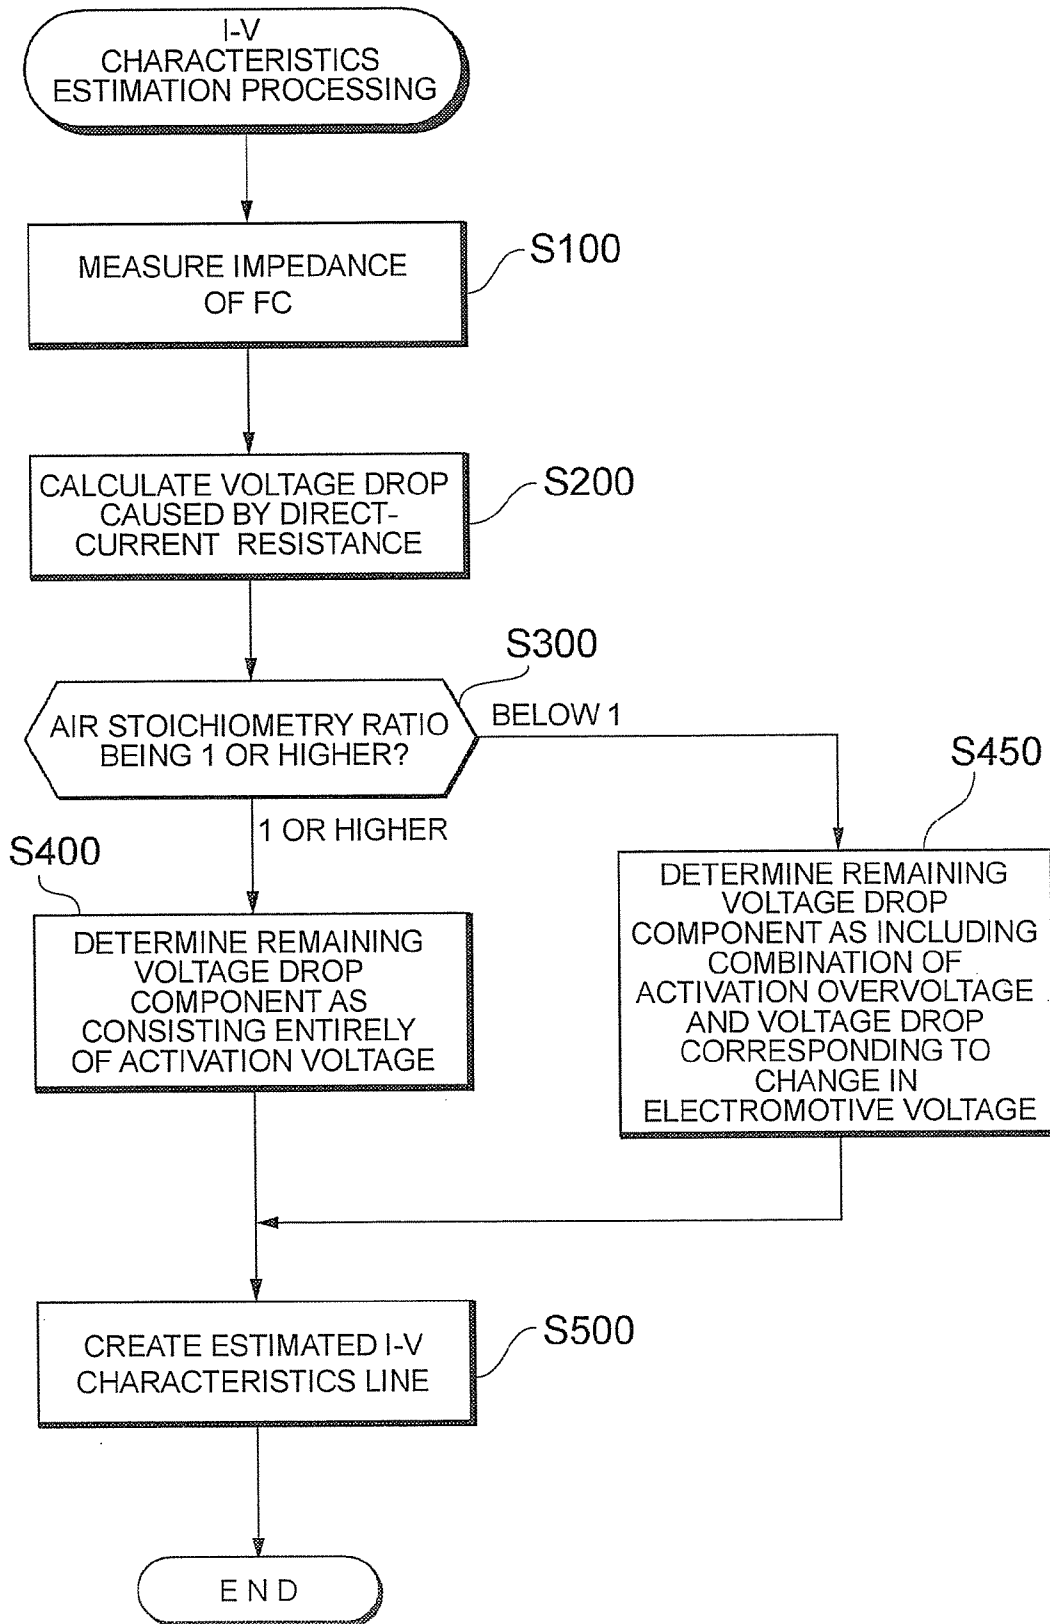 I-V
CHARACTERISTICS
ESTIMATION PROCESSING
MEASURE IMPEDANCE
OF FC
S100
CALCULATE VOLTAGE DROP
CAUSED BY DIRECT-
CURRENT RESISTANCE
S200
S300
AIR STOICHIOMETRY RATIO
BEING 1 OR HIGHER?
BELOW 1
1 OR HIGHER
S400
DETERMINE REMAINING
VOLTAGE DROP
COMPONENT AS
CONSISTING ENTIRELY
OF ACTIVATION VOLTAGE
S450
DETERMINE REMAINING
VOLTAGE DROP
COMPONENT AS INCLUDING
COMBINATION OF
ACTIVATION OVERVOLTAGE
AND VOLTAGE DROP
CORRESPONDING TO
CHANGE IN
ELECTROMOTIVE VOLTAGE
CREATE ESTIMATED I-V
CHARACTERISTICS LINE
S500
END